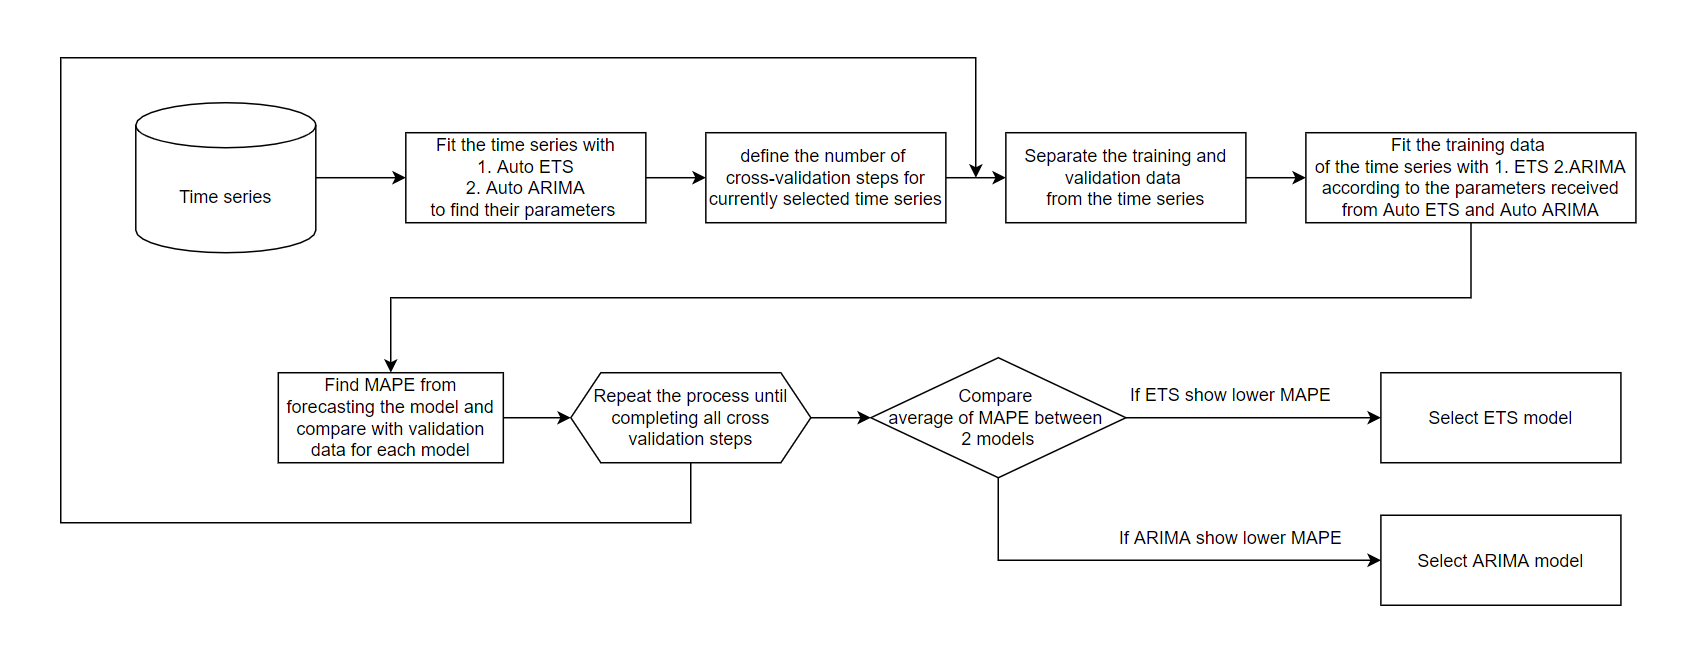 Time series
Fit the time series with
1. Auto ETS
2. Auto ARIMA
to find their parameters
define the number of
cross-validation steps for
currently selected time series
Separate the training and
validation data
from the time series
Fit the training data
of the time series with 1. ETS 2.ARIMA
according to the parameters received
from Auto ETS and Auto ARIMA
Find MAPE from
forecasting the model and
compare with validation
data for each model
Repeat the process until
completing all cross
validation steps
Compare
average of MAPE between
2 models
If ETS show lower MAPE
Select ETS model
If ARIMA show lower MAPE
Select ARIMA model